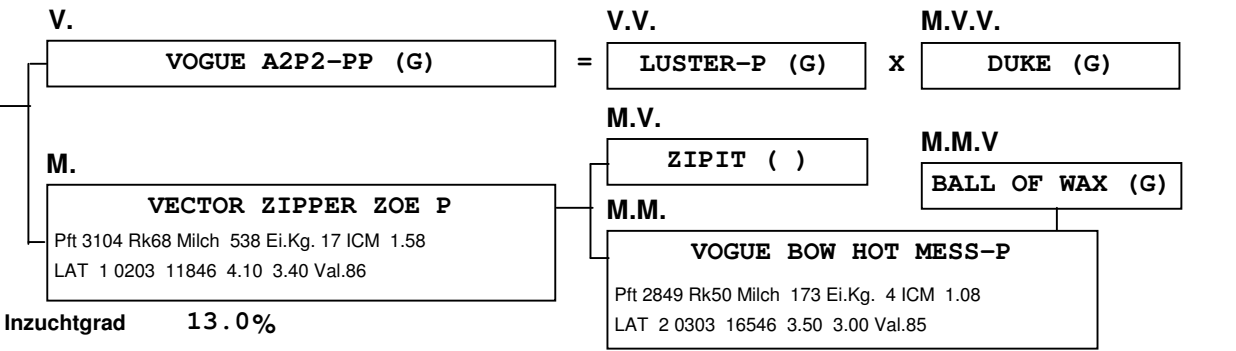 V.
V.V.
M.V.V.
VOGUE A2P2-PP (G)
=
LUSTER-P (G)
X
DUKE (G)
M.V.
ZIPIT ( )
M.M.V
BALL OF WAX (G)
M.
VECTOR ZIPPER ZOE P
Pft 3104 Rk68 Milch 538 Ei.Kg. 17 ICM 1.58
LAT 1 0203 11846 4.10 3.40 Val.86
M.M.
VOGUE BOW HOT MESS-P
Pft 2849 Rk50 Milch 173 Ei.Kg. 4 ICM 1.08
LAT 2 0303 16546 3.50 3.00 Val.85
Inzuchtgrad 13.0%